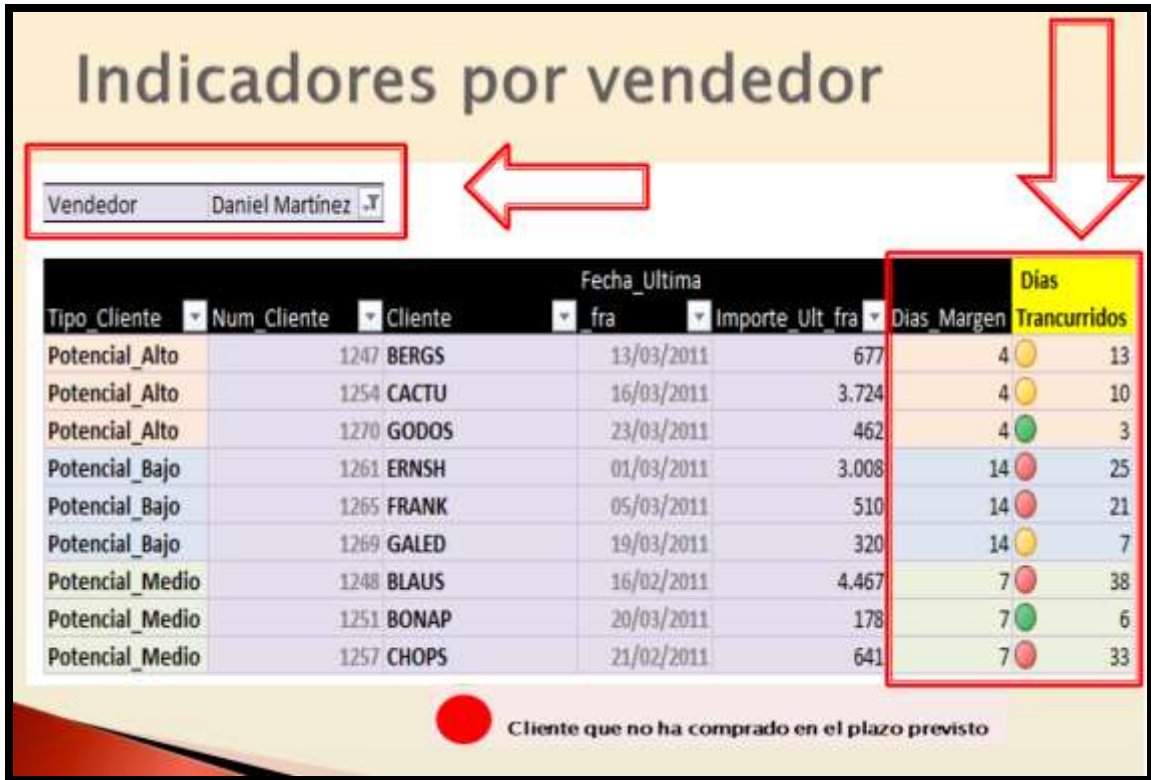 Indicadores por vendedor
Vendedor Daniel Martínez
Fecha_Ultima Días
Tipo_Cliente Num_Cliente Cliente _fra Importe_Ult_fra Dias_Margen Trancurridos
Potencial_Alto 1247 BERGS 13/03/2011 677 4 13
Potencial_Alto 1254 CACTU 16/03/2011 3.724 4 10
Potencial_Alto 1270 GODOS 23/03/2011 462 4 3
Potencial_Bajo 1261 ERNSH 01/03/2011 3.008 14 25
Potencial_Bajo 1265 FRANK 05/03/2011 510 14 21
Potencial_Bajo 1269 GALED 19/03/2011 320 14 7
Potencial_Medio 1248 BLAUS 16/02/2011 4.467 7 38
Potencial_Medio 1251 BONAP 20/03/2011 178 7 6
Potencial_Medio 1257 CHOPS 21/02/2011 641 7 33
Cliente que no ha comprado en el plazo previsto